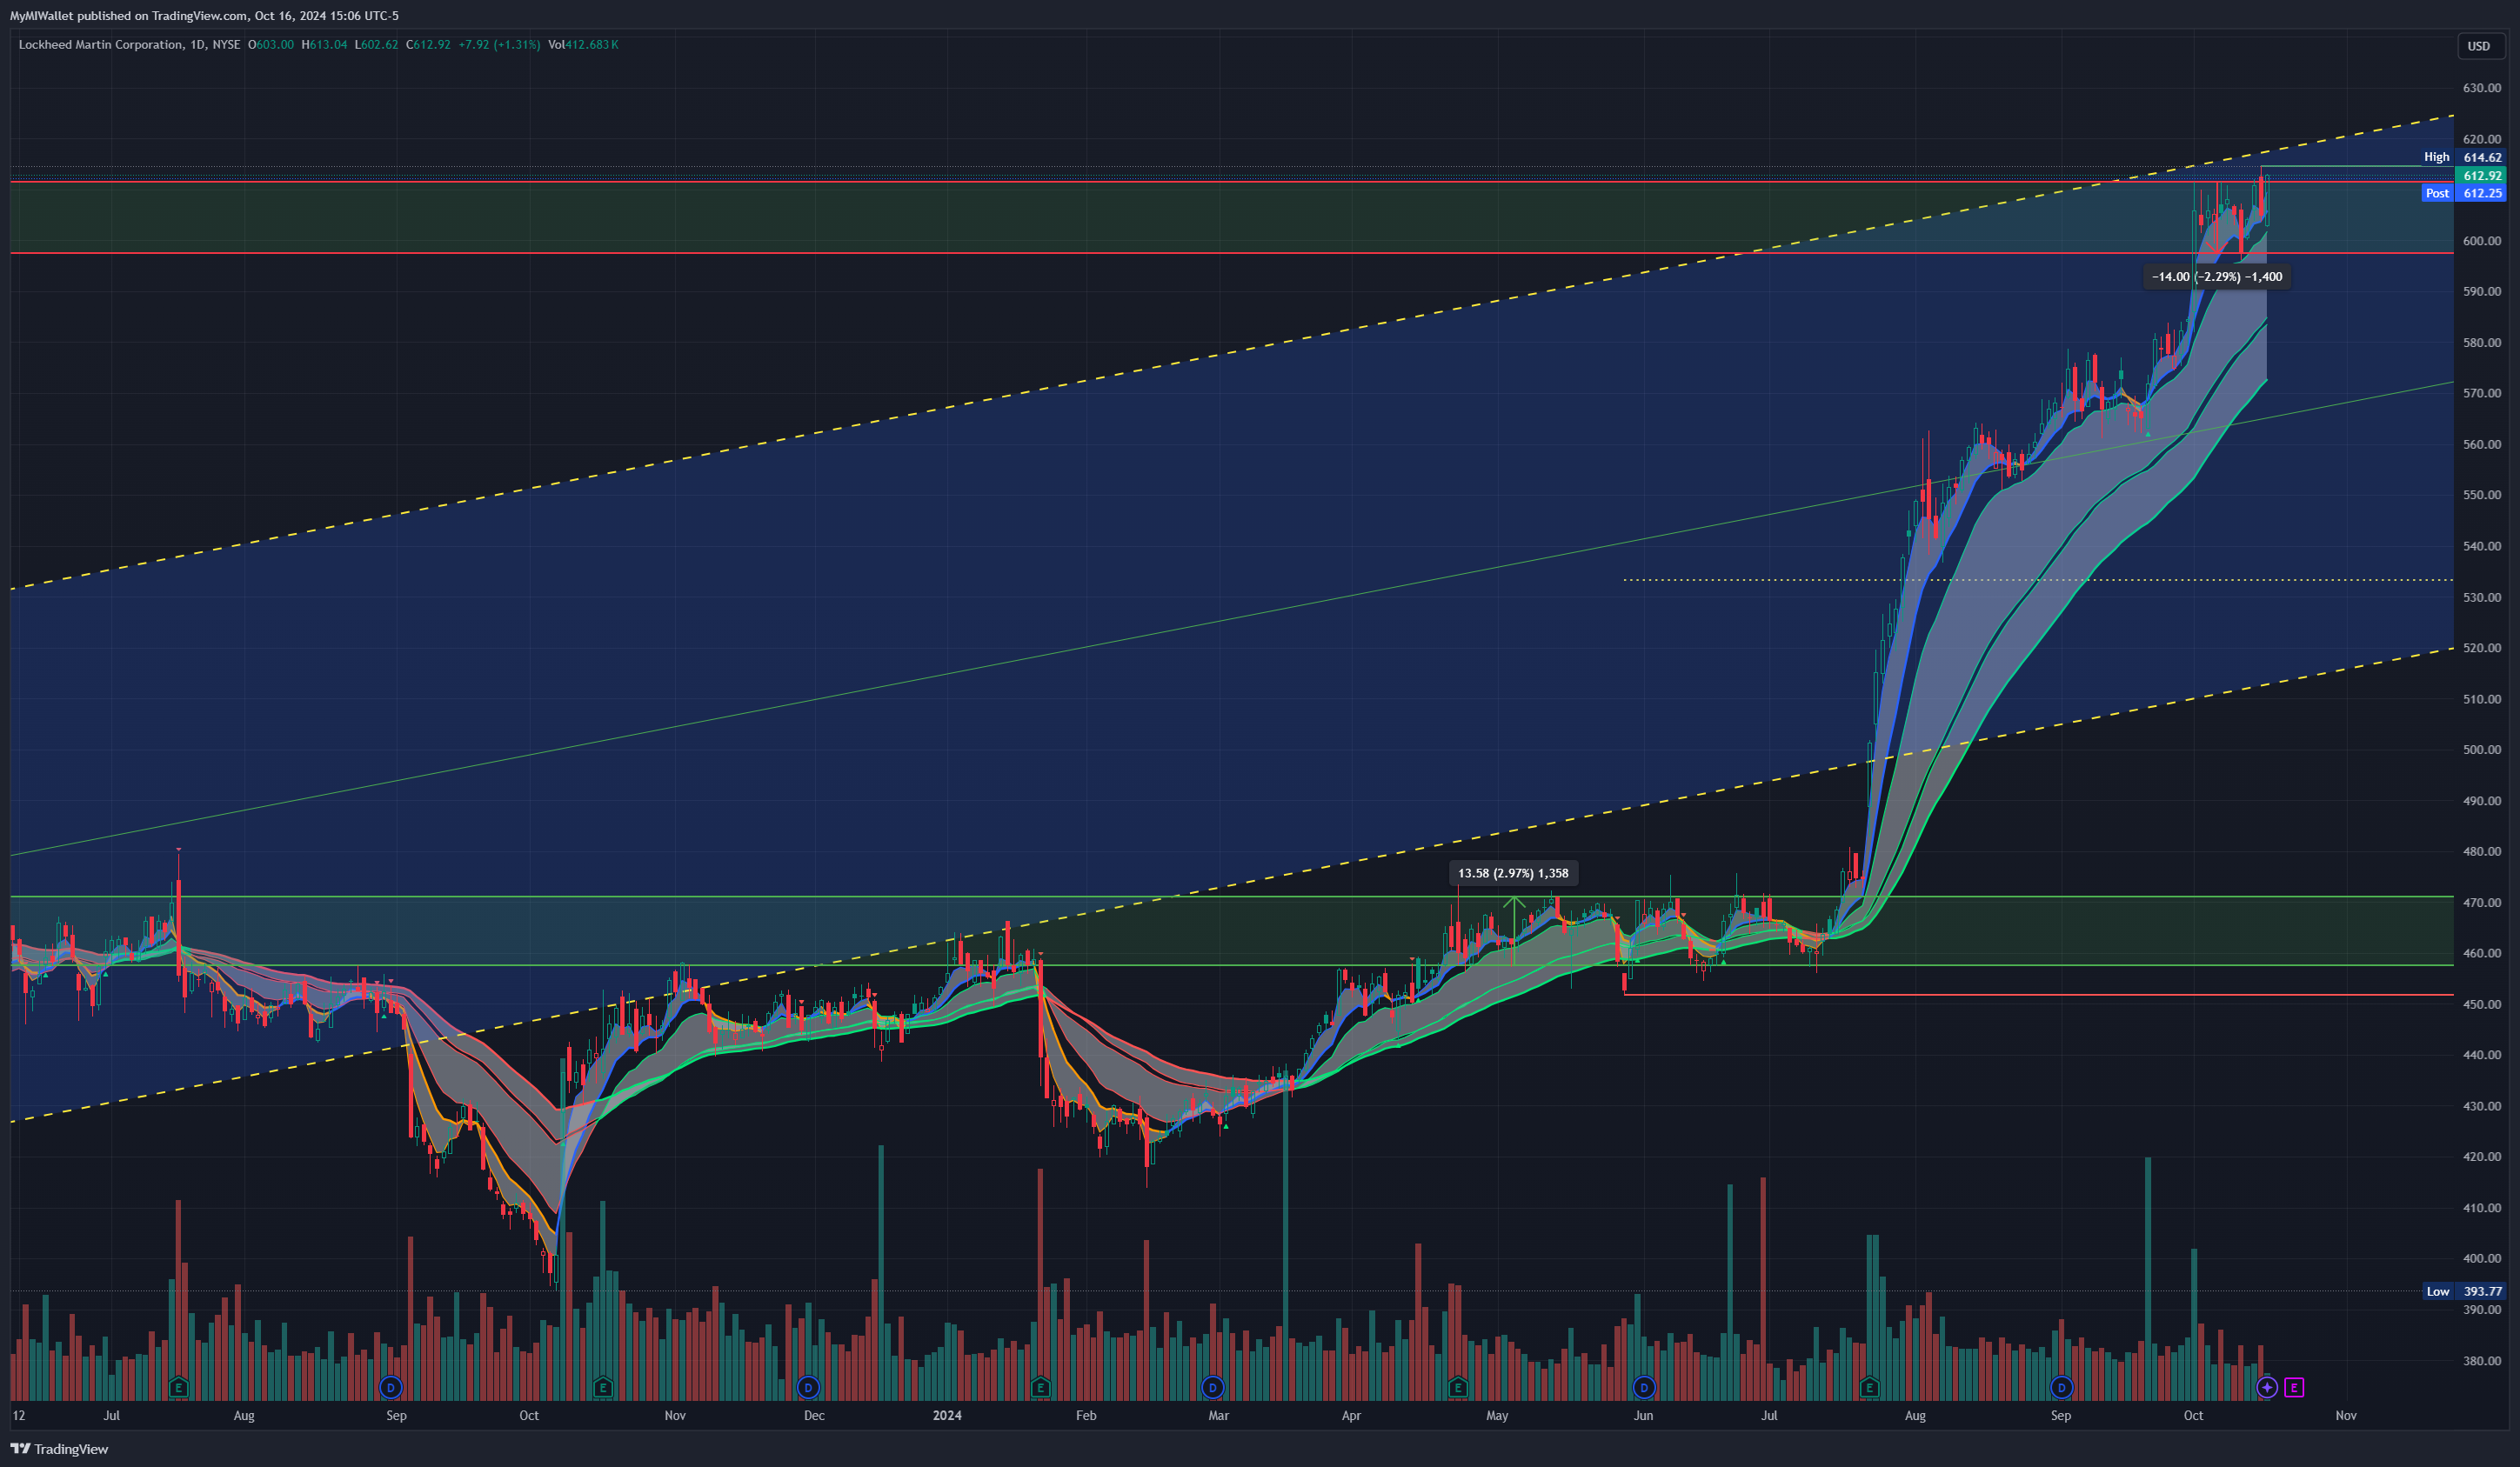 MyMIWallet published on TradingView.com, Oct 16, 2024 15:06 UTC-5
Lockheed Martin Corporation, 1D, NYSE O603.00 H613.04 L602.62 C612.92 +7.92 (+1.31%) Vol412.683K
USD
630.00
620.00
High 614.62
612.92
Post 612.25
600.00
−14.00 (−2.29%) −1,400
590.00
580.00
570.00
560.00
550.00
540.00
530.00
520.00
510.00
500.00
490.00
480.00
13.58 (2.97%) 1,358
470.00
460.00
450.00
440.00
430.00
420.00
410.00
400.00
Low 393.77
390.00
380.00
E D E D E D E D E D E
12 Jul Aug Sep Oct Nov Dec 2024 Feb Mar Apr May Jun Jul Aug Sep Oct Nov
TradingView